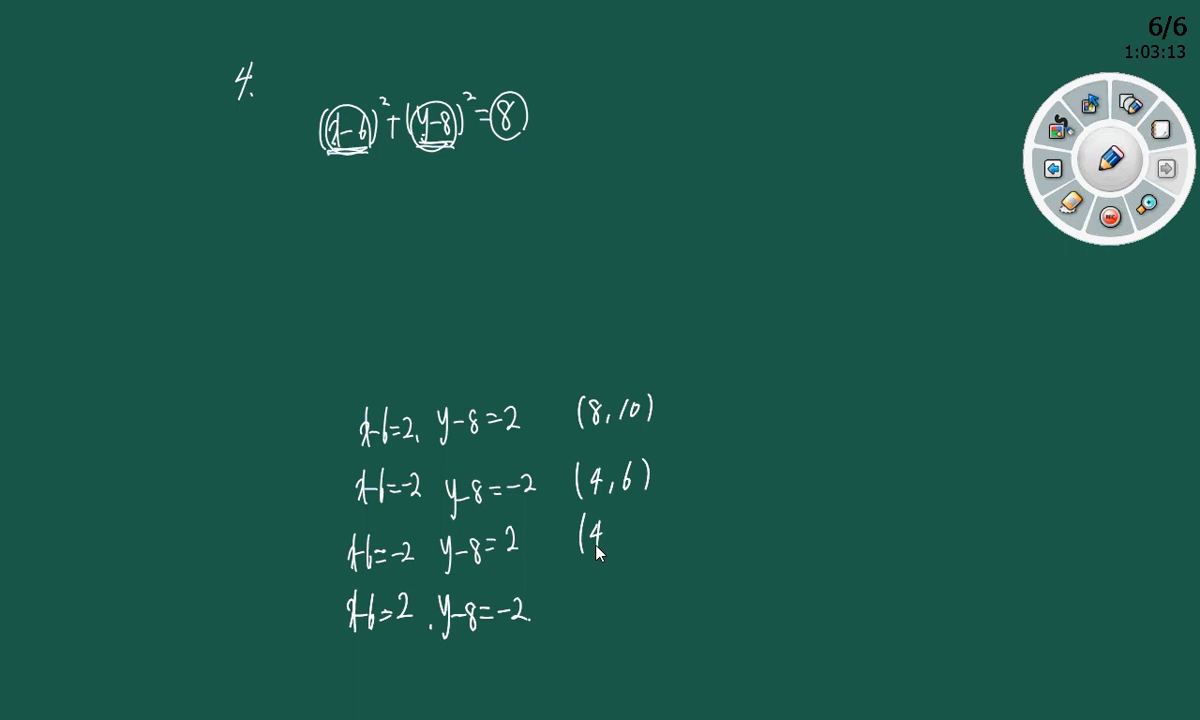 6/6
1:03:13
4.
(x-6)²+(y-8)²=8
x-6=2, y-8=2 (8,10)
x-6=-2 y-8=-2 (4,6)
x-6=-2 y-8=2 (4
x-6=2, y-8=-2.
REC